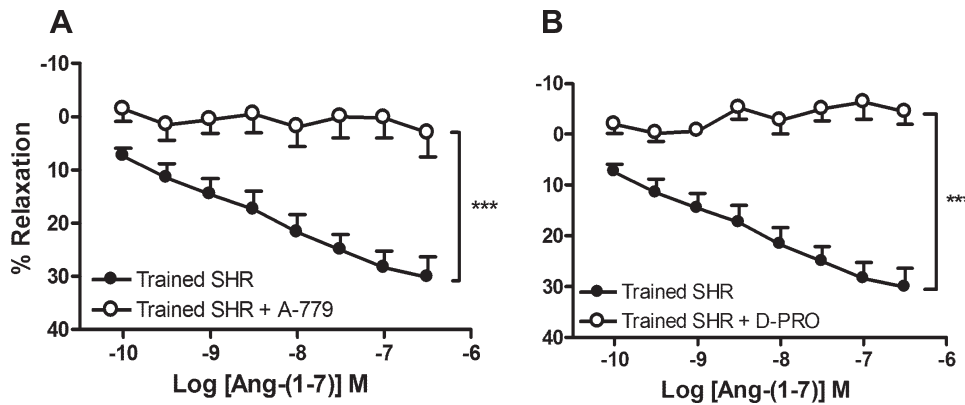 A
B
-10
0
10
20
30
40
% Relaxation
Trained SHR
Trained SHR + A-779
***
-10
-9
-8
-7
-6
Log [Ang-(1-7)] M
-10
0
10
20
30
40
Trained SHR
Trained SHR + D-PRO
***
-10
-9
-8
-7
-6
Log [Ang-(1-7)] M